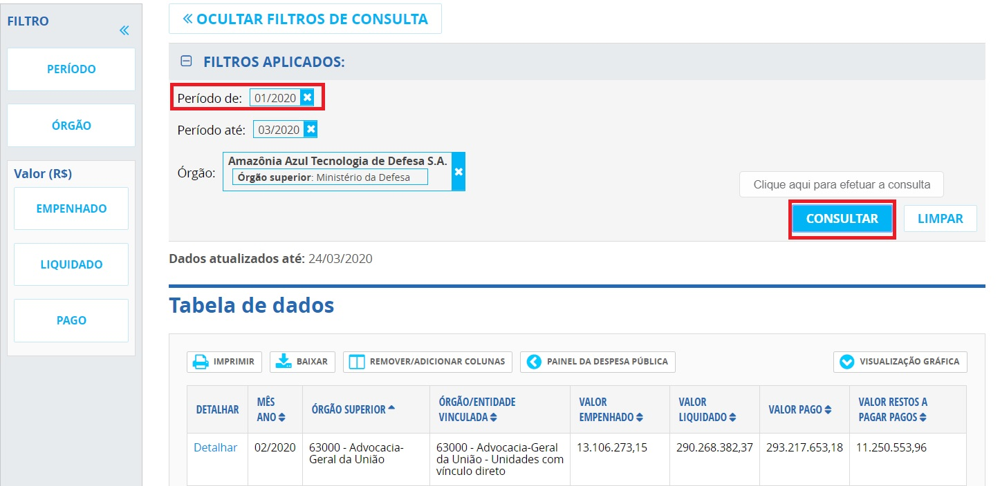 FILTRO
PERÍODO
ÓRGÃO
Valor (R$)
EMPENHADO
LIQUIDADO
PAGO
OCULTAR FILTROS DE CONSULTA
FILTROS APLICADOS:
Período de: 01/2020
Período até: 03/2020
Órgão: Amazônia Azul Tecnologia de Defesa S.A.
Órgão superior: Ministério da Defesa
Clique aqui para efetuar a consulta
CONSULTAR LIMPAR
Dados atualizados até: 24/03/2020
Tabela de dados
IMPRIMIR BAIXAR REMOVER/ADICIONAR COLUNAS PAINEL DA DESPESA PÚBLICA VISUALIZAÇÃO GRÁFICA
DETALHAR
MÊS
ANO
ÓRGÃO SUPERIOR
ÓRGÃO/ENTIDADE
VINCULADA
VALOR
EMPENHADO
VALOR
LIQUIDADO
VALOR PAGO
VALOR RESTOS A
PAGAR PAGOS
Detalhar
02/2020
63000 - Advocacia-
Geral da União
63000 - Advocacia-Geral
da União - Unidades com
vínculo direto
13.106.273,15
290.268.382,37
293.217.653,18
11.250.553,96